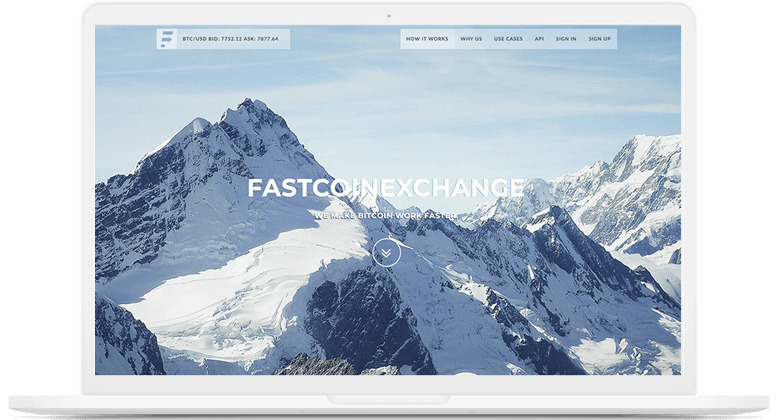 BTC/USD BID: 7752.12 ASK: 7877.64
HOW IT WORKS WHY US USE CASES API SIGN IN SIGN UP
FASTCOINEXCHANGE
WE MAKE BITCOIN WORK FASTER